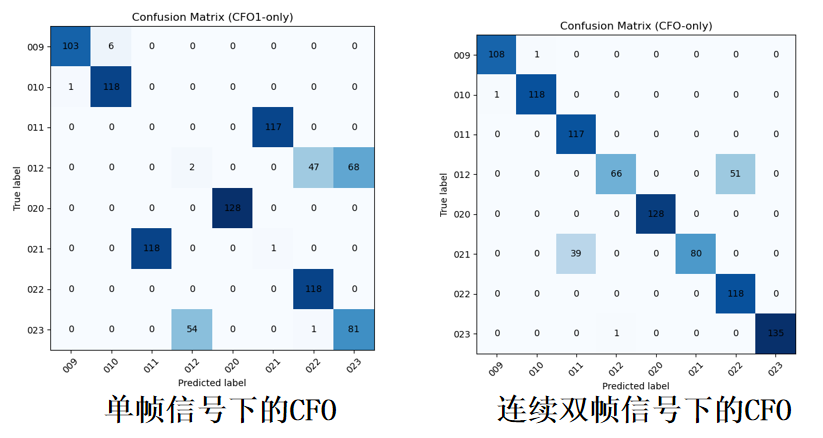 Confusion Matrix (CFO1-only)
True label
009 103 6 0 0 0 0 0 0
010 1 118 0 0 0 0 0 0
011 0 0 0 0 0 117 0 0
012 0 0 0 2 0 0 47 68
020 0 0 0 0 128 0 0 0
021 0 0 118 0 0 1 0 0
022 0 0 0 0 0 0 118 0
023 0 0 0 54 0 0 1 81
009 010 011 012 020 021 022 023
Predicted label
单帧信号下的CFO
Confusion Matrix (CFO-only)
True label
009 108 1 0 0 0 0 0 0
010 1 118 0 0 0 0 0 0
011 0 0 117 0 0 0 0 0
012 0 0 0 66 0 0 51 0
020 0 0 0 0 128 0 0 0
021 0 0 39 0 0 80 0 0
022 0 0 0 0 0 0 118 0
023 0 0 0 1 0 0 0 135
009 010 011 012 020 021 022 023
Predicted label
连续双帧信号下的CFO